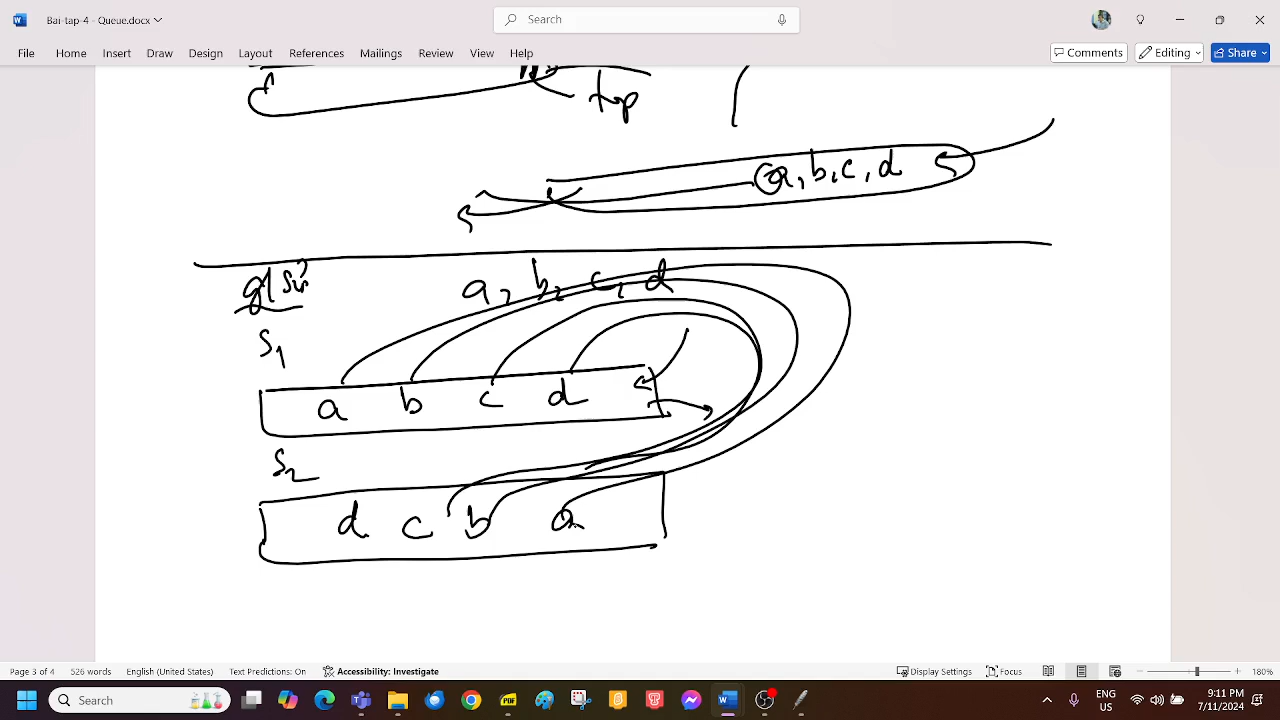 Bai-tap-4 - Queue.docx
Search
File Home Insert Draw Design Layout References Mailings Review View Help
Comments Editing Share
top
a, b, c, d
a, b, c, d
S1
a b c d
S2
d c b a
Page 3 of 4 526 words English (United States) Text Predictions: On Accessibility: Investigate Display Settings Focus 180%
Search
PDF
ENG
US
9:11 PM
7/11/2024